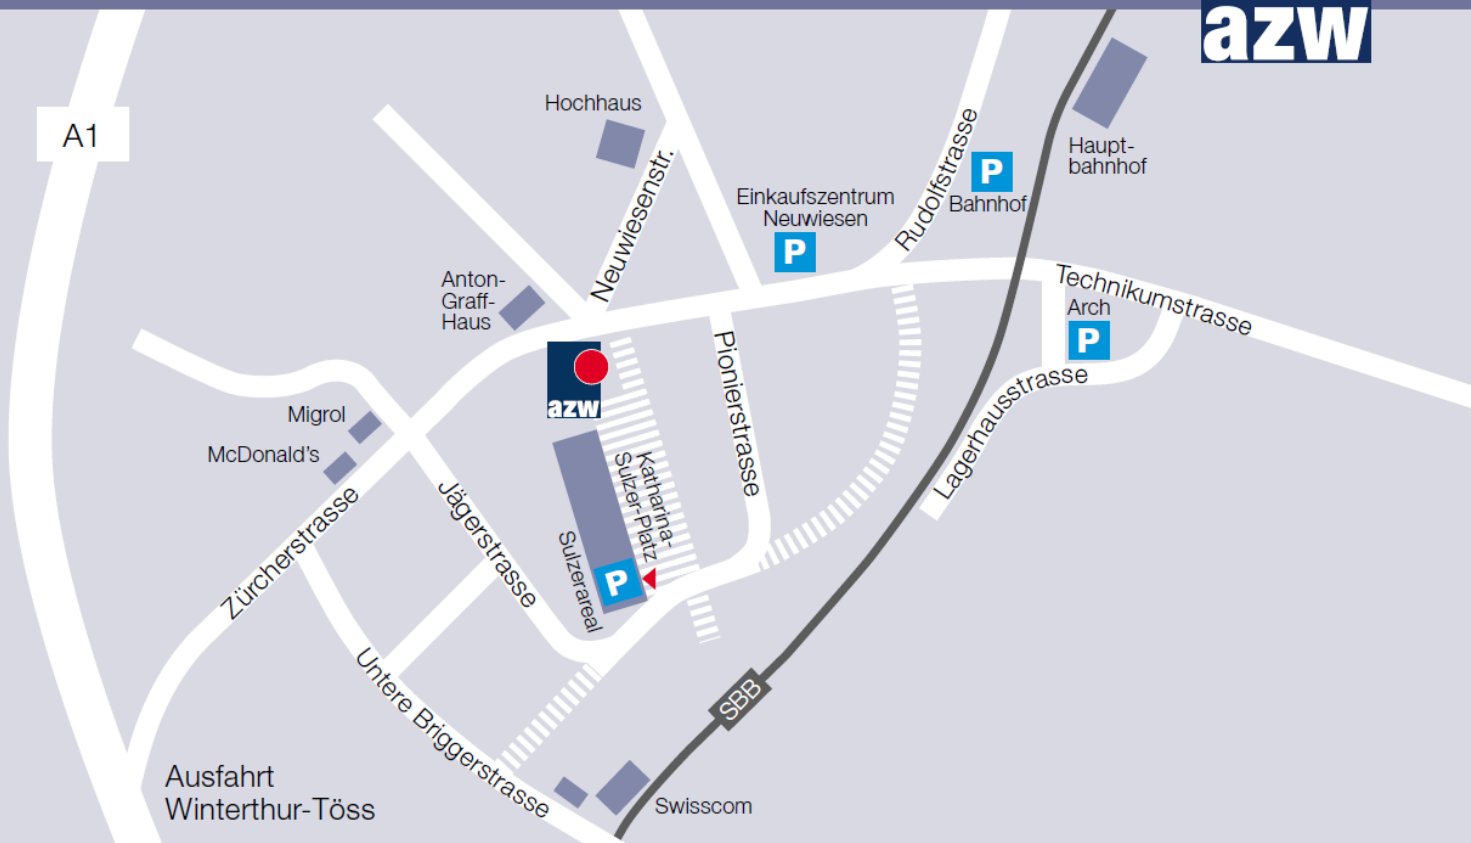 azw
A1
Hochhaus
Neuwiesenstr.
Rudolfstrasse
P
Bahnhof
Haupt-
bahnhof
Einkaufszentrum
Neuwiesen
P
Technikumstrasse
Arch
P
Anton-
Graff-
Haus
azw
Pionierstrasse
Lagerhausstrasse
Migrol
McDonald's
Katharina-
Sulzer-Platz
Jägerstrasse
Zürcherstrasse
Sulzerareal
P
Untere Briggerstrasse
SBB
Ausfahrt
Winterthur-Töss
Swisscom